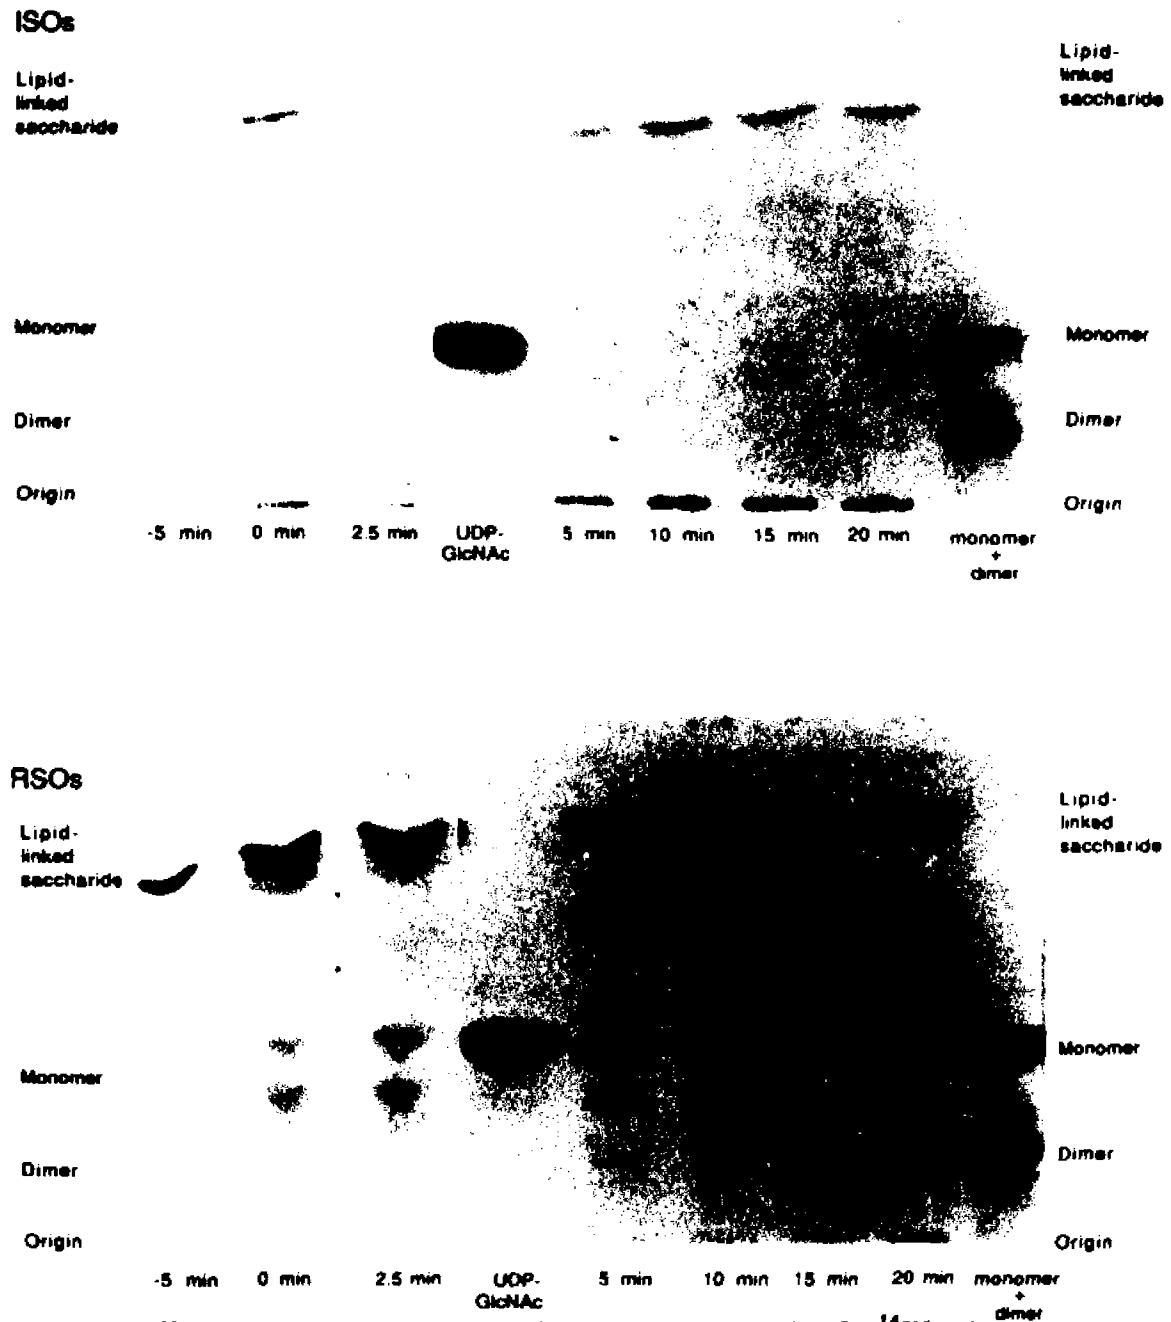 ISOs
Lipid-
linked
saccharide
Lipid-
linked
saccharide
Monomer
Monomer
Dimer
Dimer
Origin
Origin
-5 min 0 min 2.5 min UDP-
GlcNAc 5 min 10 min 15 min 20 min monomer
+
dimer
RSOs
Lipid-
linked
saccharide
Lipid-
linked
saccharide
Monomer
Monomer
Dimer
Dimer
Origin
Origin
-5 min 0 min 2.5 min UDP-
GlcNAc 5 min 10 min 15 min 20 min monomer
+
dimer